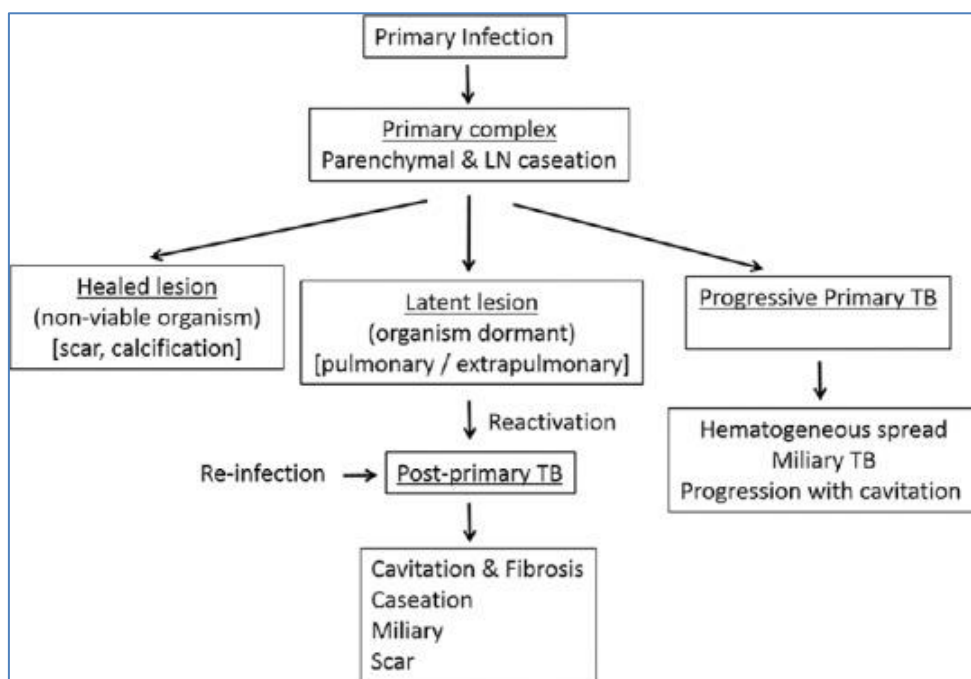 Primary Infection
Primary complex
Parenchymal & LN caseation
Healed lesion
(non-viable organism)
[scar, calcification]
Latent lesion
(organism dormant)
[pulmonary / extrapulmonary]
Progressive Primary TB
Reactivation
Re-infection
Post-primary TB
Hematogeneous spread
Miliary TB
Progression with cavitation
Cavitation & Fibrosis
Caseation
Miliary
Scar